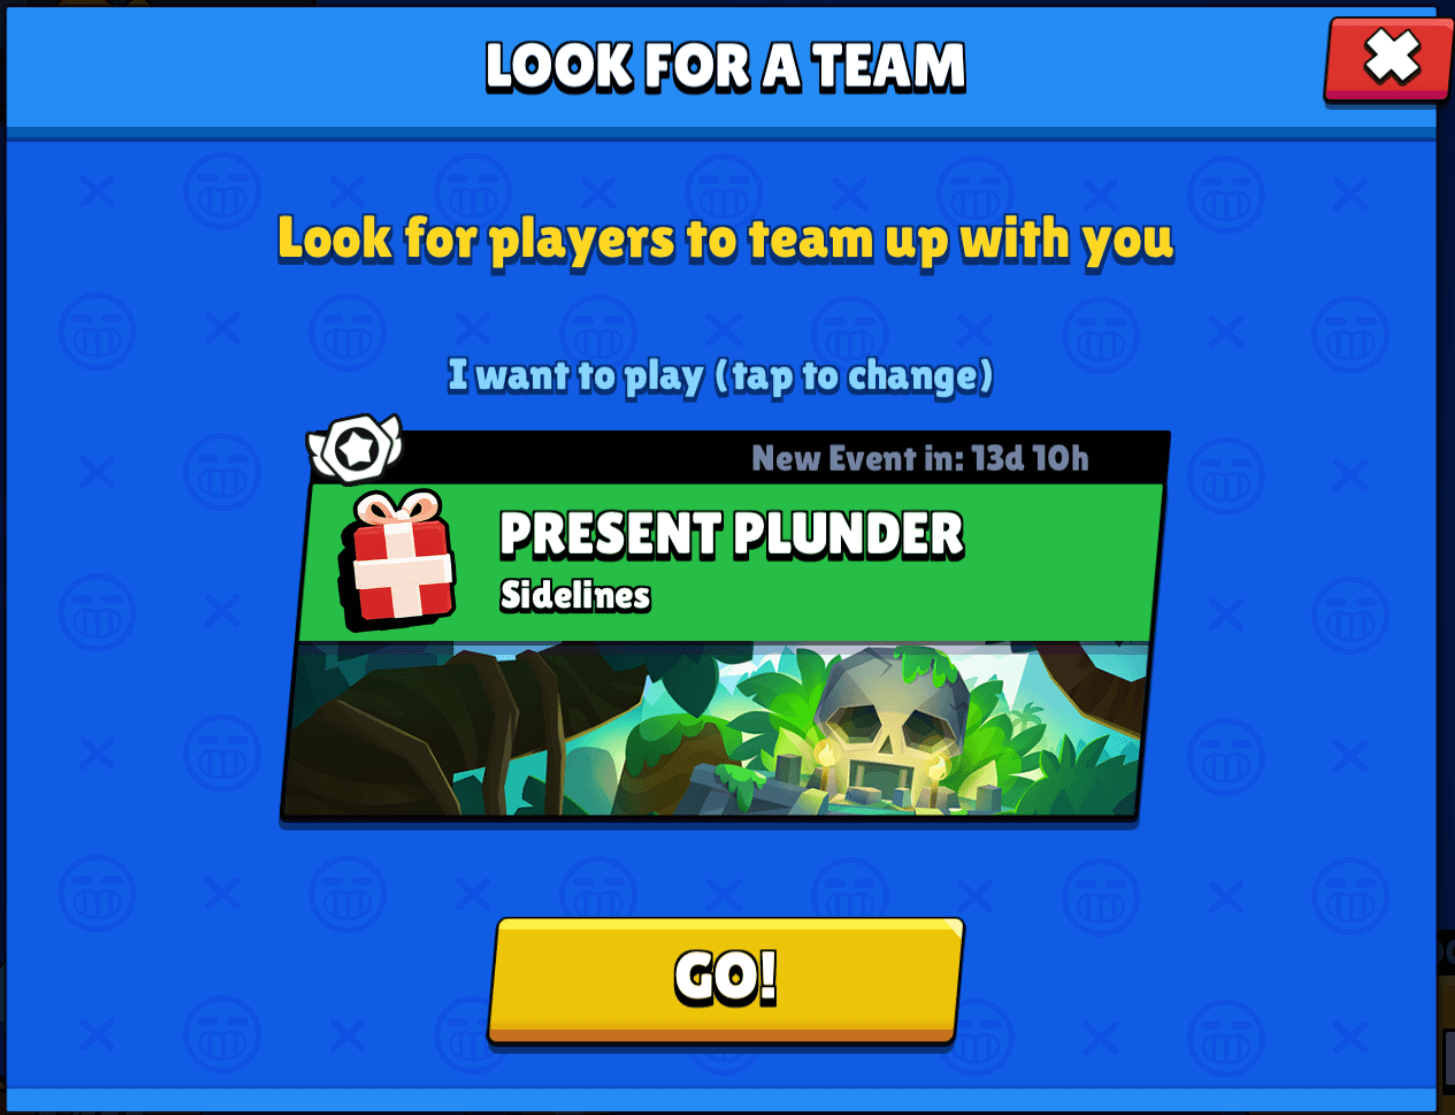 LOOK FOR A TEAM
Look for players to team up with you
I want to play (tap to change)
New Event in: 13d 10h
PRESENT PLUNDER
Sidelines
GO!